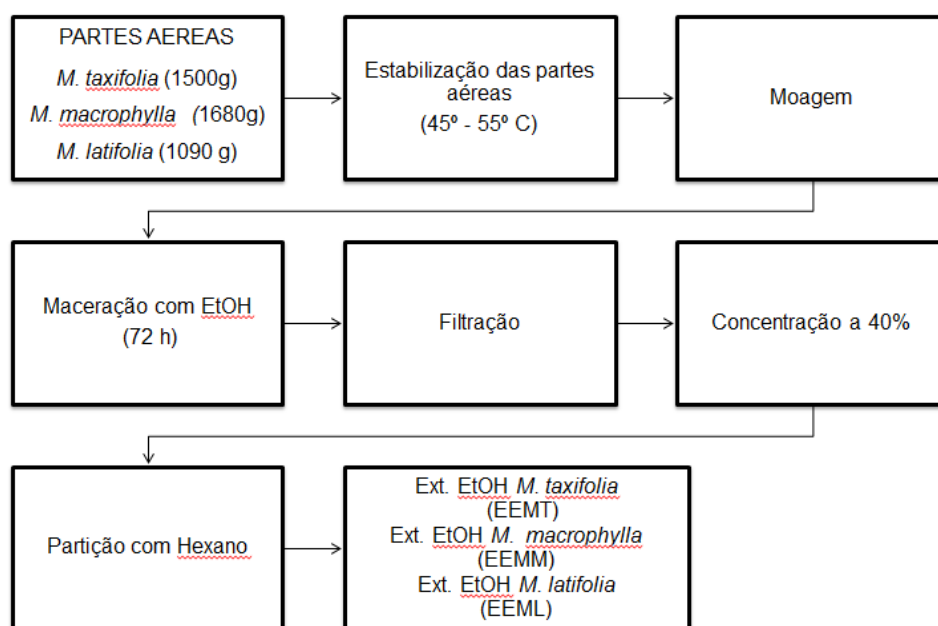 PARTES AEREAS
M. taxifolia (1500g)
M. macrophylla (1680g)
M. latifolia (1090 g)
Estabilização das partes
aéreas
(45º - 55º C)
Moagem
Maceração com EtOH
(72 h)
Filtração
Concentração a 40%
Partição com Hexano
Ext. EtOH M. taxifolia
(EEMT)
Ext. EtOH M. macrophylla
(EEMM)
Ext. EtOH M. latifolia
(EEML)